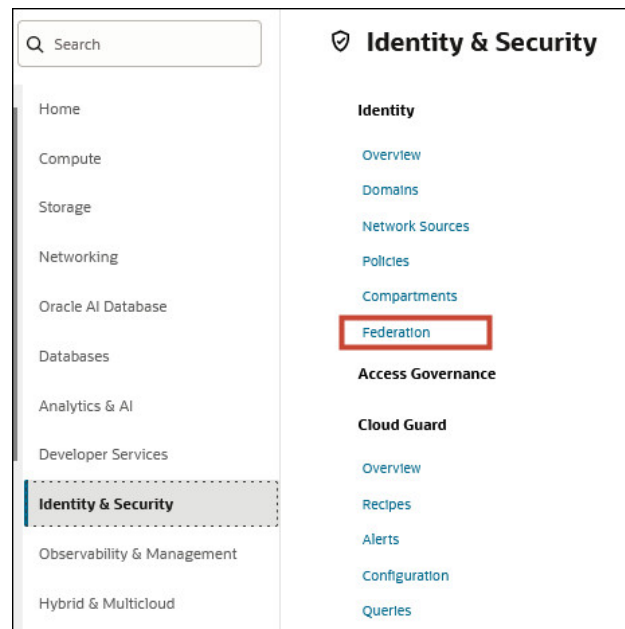 Search
Home
Compute
Storage
Networking
Oracle AI Database
Databases
Analytics & AI
Developer Services
Identity & Security
Observability & Management
Hybrid & Multicloud
Identity & Security
Identity
Overview
Domains
Network Sources
Policies
Compartments
Federation
Access Governance
Cloud Guard
Overview
Recipes
Alerts
Configuration
Queries